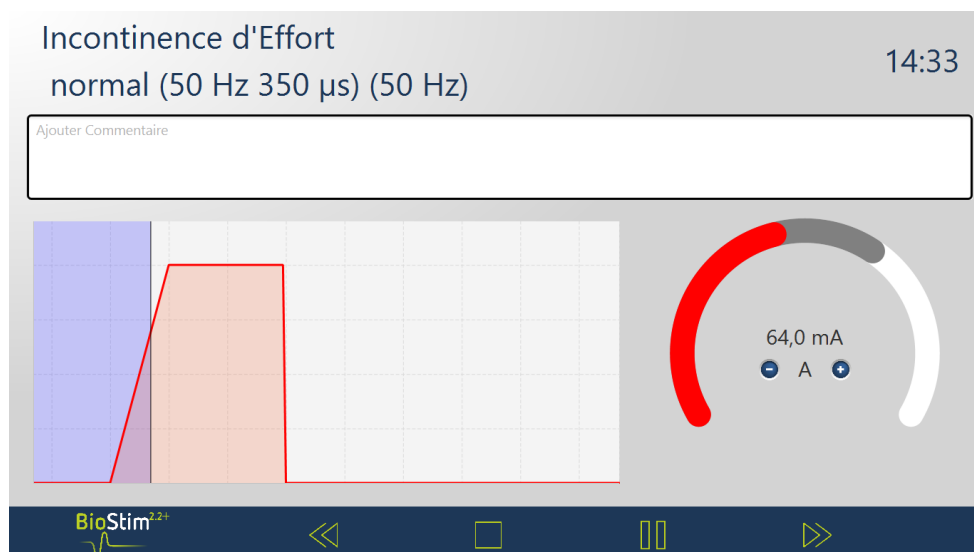 Incontinence d'Effort
normal (50 Hz 350 µs) (50 Hz)
14:33
Ajouter Commentaire
64,0 mA
A
BioStim2.2+